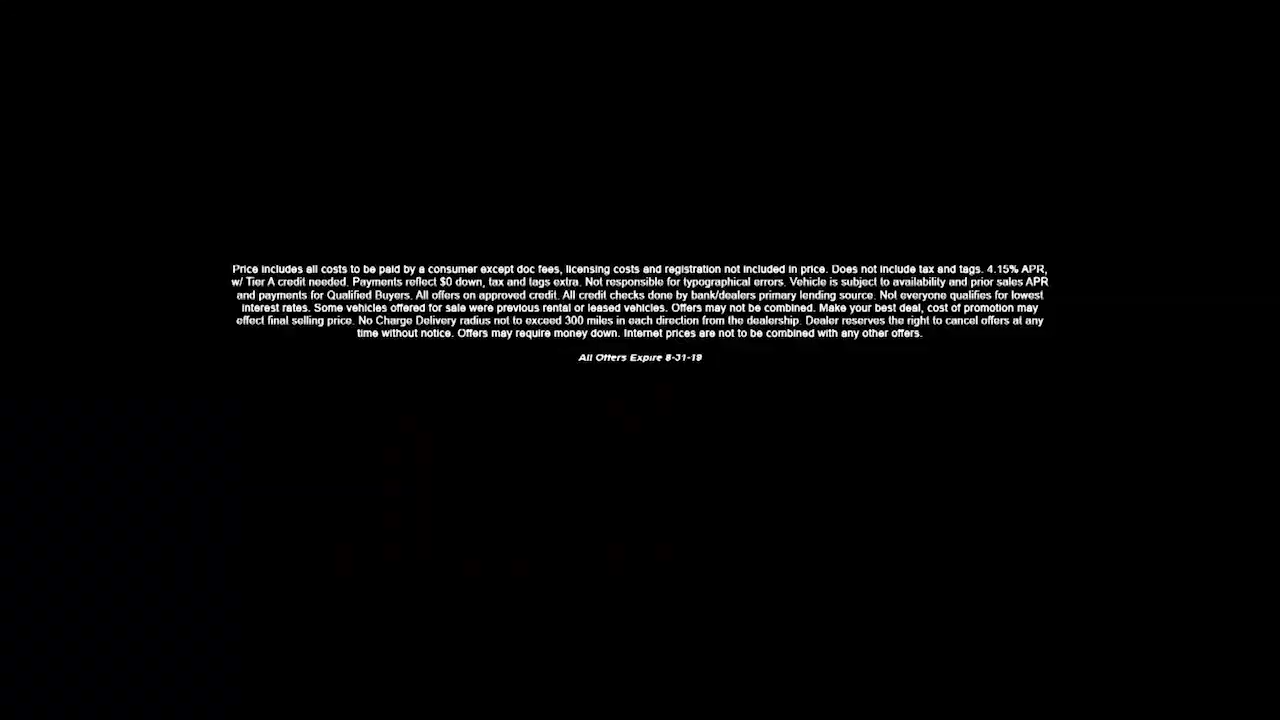 Price includes all costs to be paid by a consumer except doc fees, licensing costs and registration not included in price. Does not include tax and tags. 4.15% APR,
w/ Tier A credit needed. Payments reflect $0 down, tax and tags extra. Not responsible for typographical errors. Vehicle is subject to availability and prior sales APR
and payments for Qualified Buyers. All offers on approved credit. All credit checks done by bank/dealers primary lending source. Not everyone qualifies for lowest
interest rates. Some vehicles offered for sale were previous rental or leased vehicles. Offers may not be combined. Make your best deal, cost of promotion may
effect final selling price. No Charge Delivery radius not to exceed 300 miles in each direction from the dealership. Dealer reserves the right to cancel offers at any
time without notice. Offers may require money down. Internet prices are not to be combined with any other offers.
All Offers Expire 8-31-19